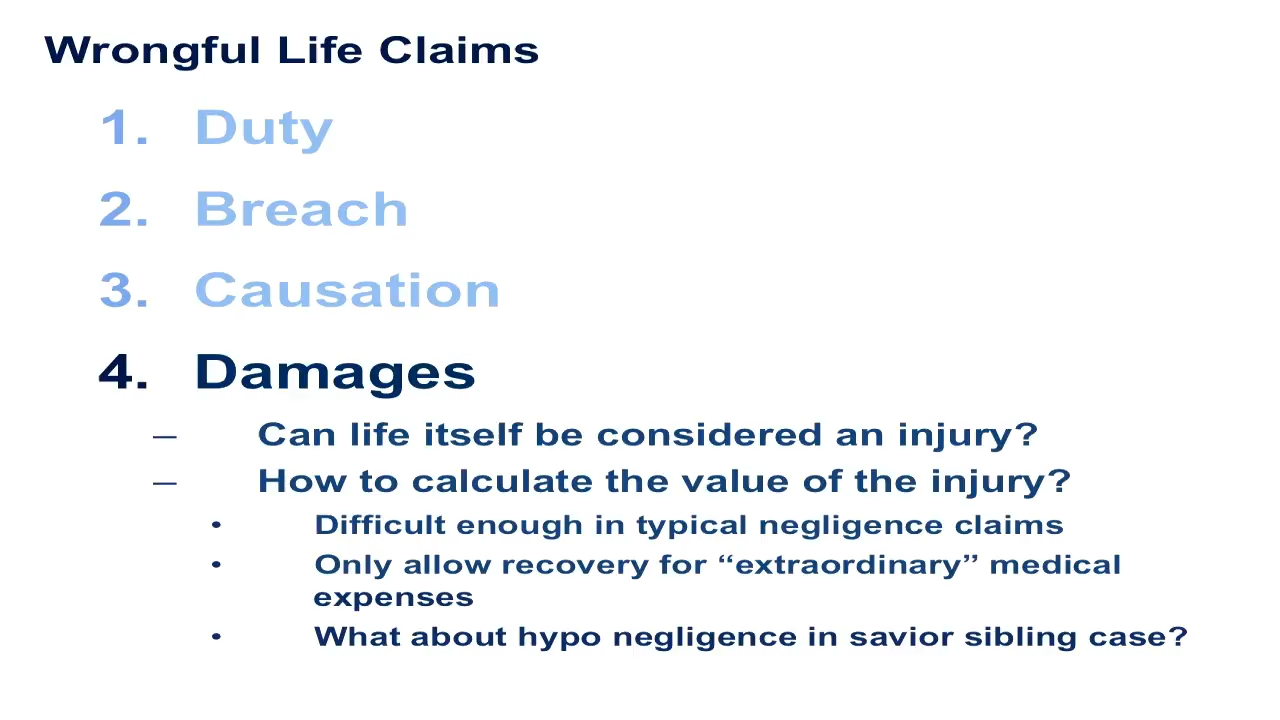 Wrongful Life Claims
1. Duty
2. Breach
3. Causation
4. Damages
– Can life itself be considered an injury?
– How to calculate the value of the injury?
• Difficult enough in typical negligence claims
• Only allow recovery for “extraordinary” medical
expenses
• What about hypo negligence in savior sibling case?